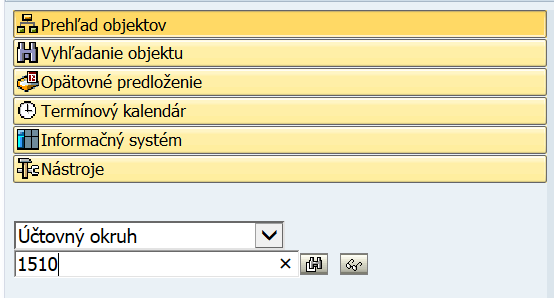 Prehľad objektov
Vyhľadanie objektu
Opätovné predloženie
Termínový kalendár
Informačný systém
Nástroje
Účtovný okruh
1510